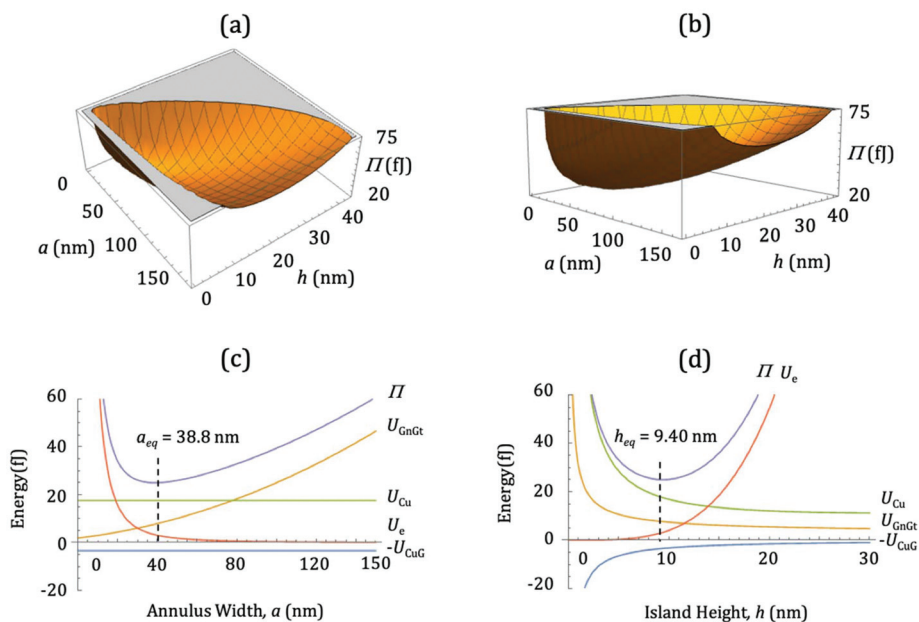 (a)
75
Π (fJ)
20
40
30
20
10
0
h (nm)
0
50
100
150
a (nm)
(b)
75
Π (fJ)
20
0
50
100
150
a (nm)
0
10
20
30
40
h (nm)
(c)
60
40
20
0
-20
Energy(fJ)
a_eq = 38.8 nm
Π
U_GnGt
U_Cu
U_e
-U_CuG
0 40 80 120 150
Annulus Width, a (nm)
(d)
Π U_e
60
40
20
0
-20
Energy(fJ)
h_eq = 9.40 nm
U_Cu
U_GnGt
-U_CuG
0 10 20 30
Island Height, h (nm)